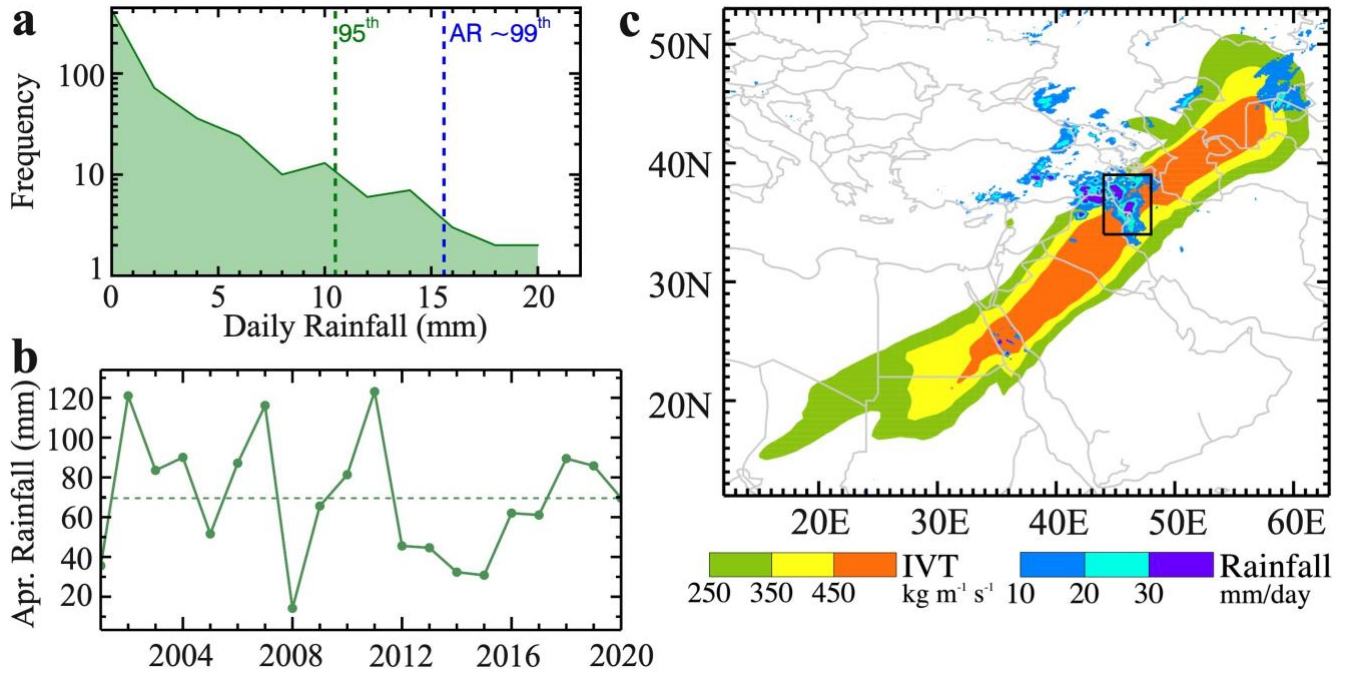 a
95th
AR ~99th
Frequency
100
10
1
0 5 10 15 20
Daily Rainfall (mm)
b
Apr. Rainfall (mm)
120
100
80
60
40
20
2004 2008 2012 2016 2020
c
50N
40N
30N
20N
20E 30E 40E 50E 60E
IVT
250 350 450 kg m-1 s-1
Rainfall
10 20 30 mm/day